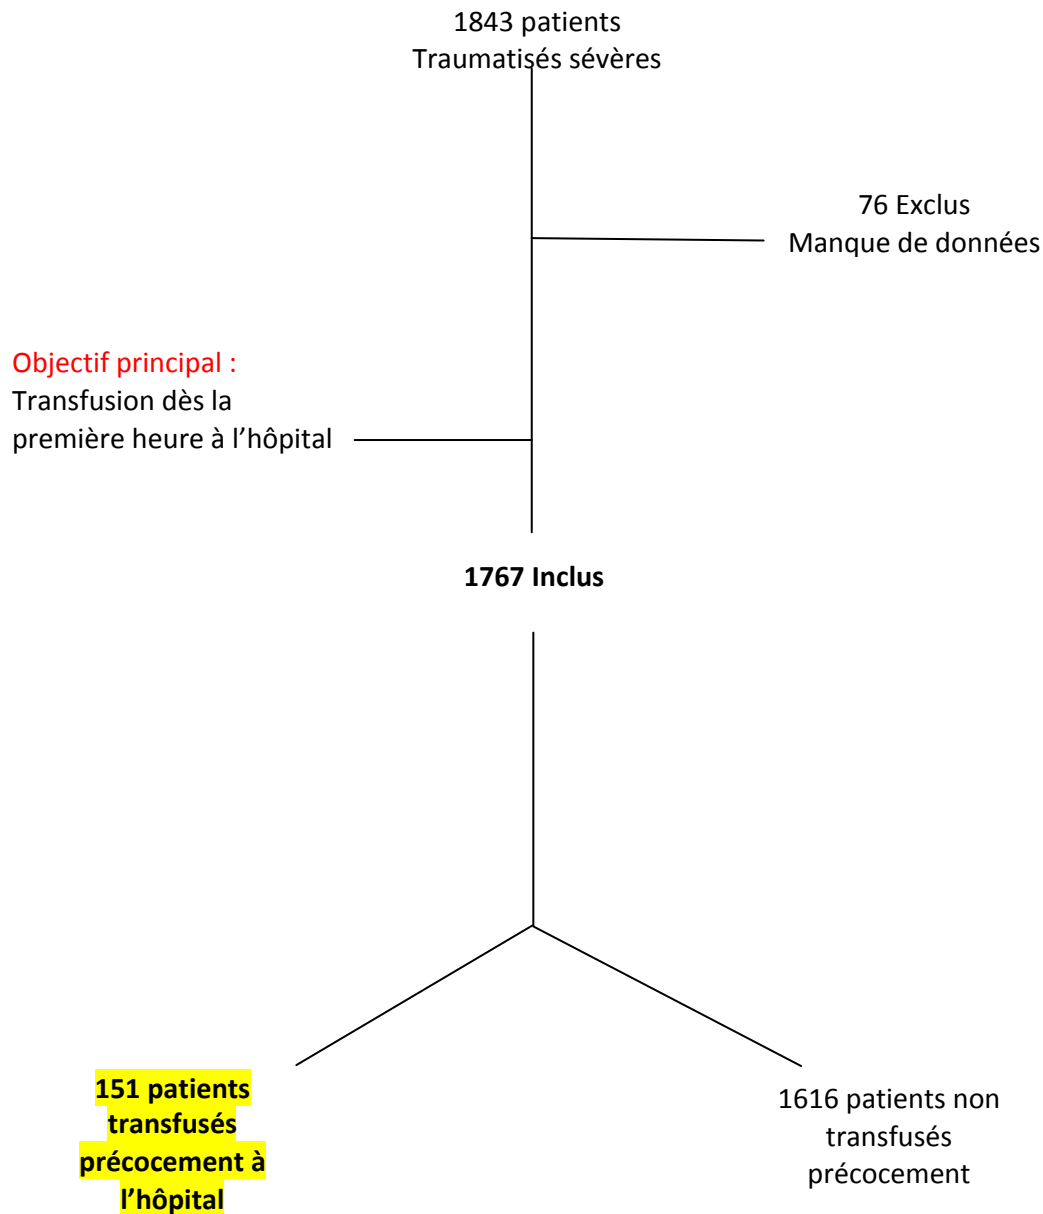 1843 patients
Traumatisés sévères
76 Exclus
Manque de données
Objectif principal :
Transfusion dès la
première heure à l’hôpital
1767 Inclus
151 patients
transfusés
précocement à
l’hôpital
1616 patients non
transfusés
précocement